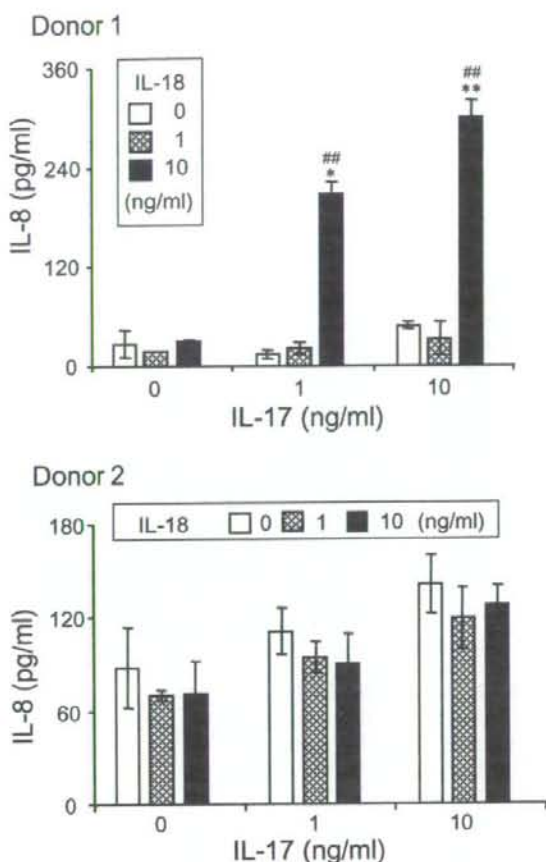 Donor 1
IL-8 (pg/ml)
360
240
120
0
IL-18
0
1
10
(ng/ml)
##
*
##
**
0 1 10
IL-17 (ng/ml)
Donor 2
IL-8 (pg/ml)
180
120
60
0
IL-18 0 1 10 (ng/ml)
0 1 10
IL-17 (ng/ml)